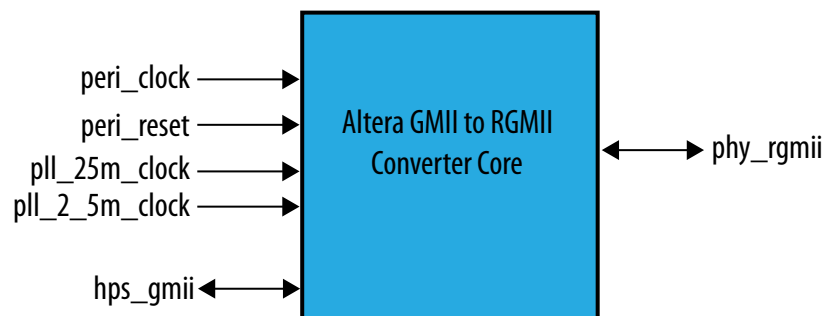 peri_clock
peri_reset
pll_25m_clock
pll_2_5m_clock
hps_gmii
Altera GMII to RGMII
Converter Core
phy_rgmii